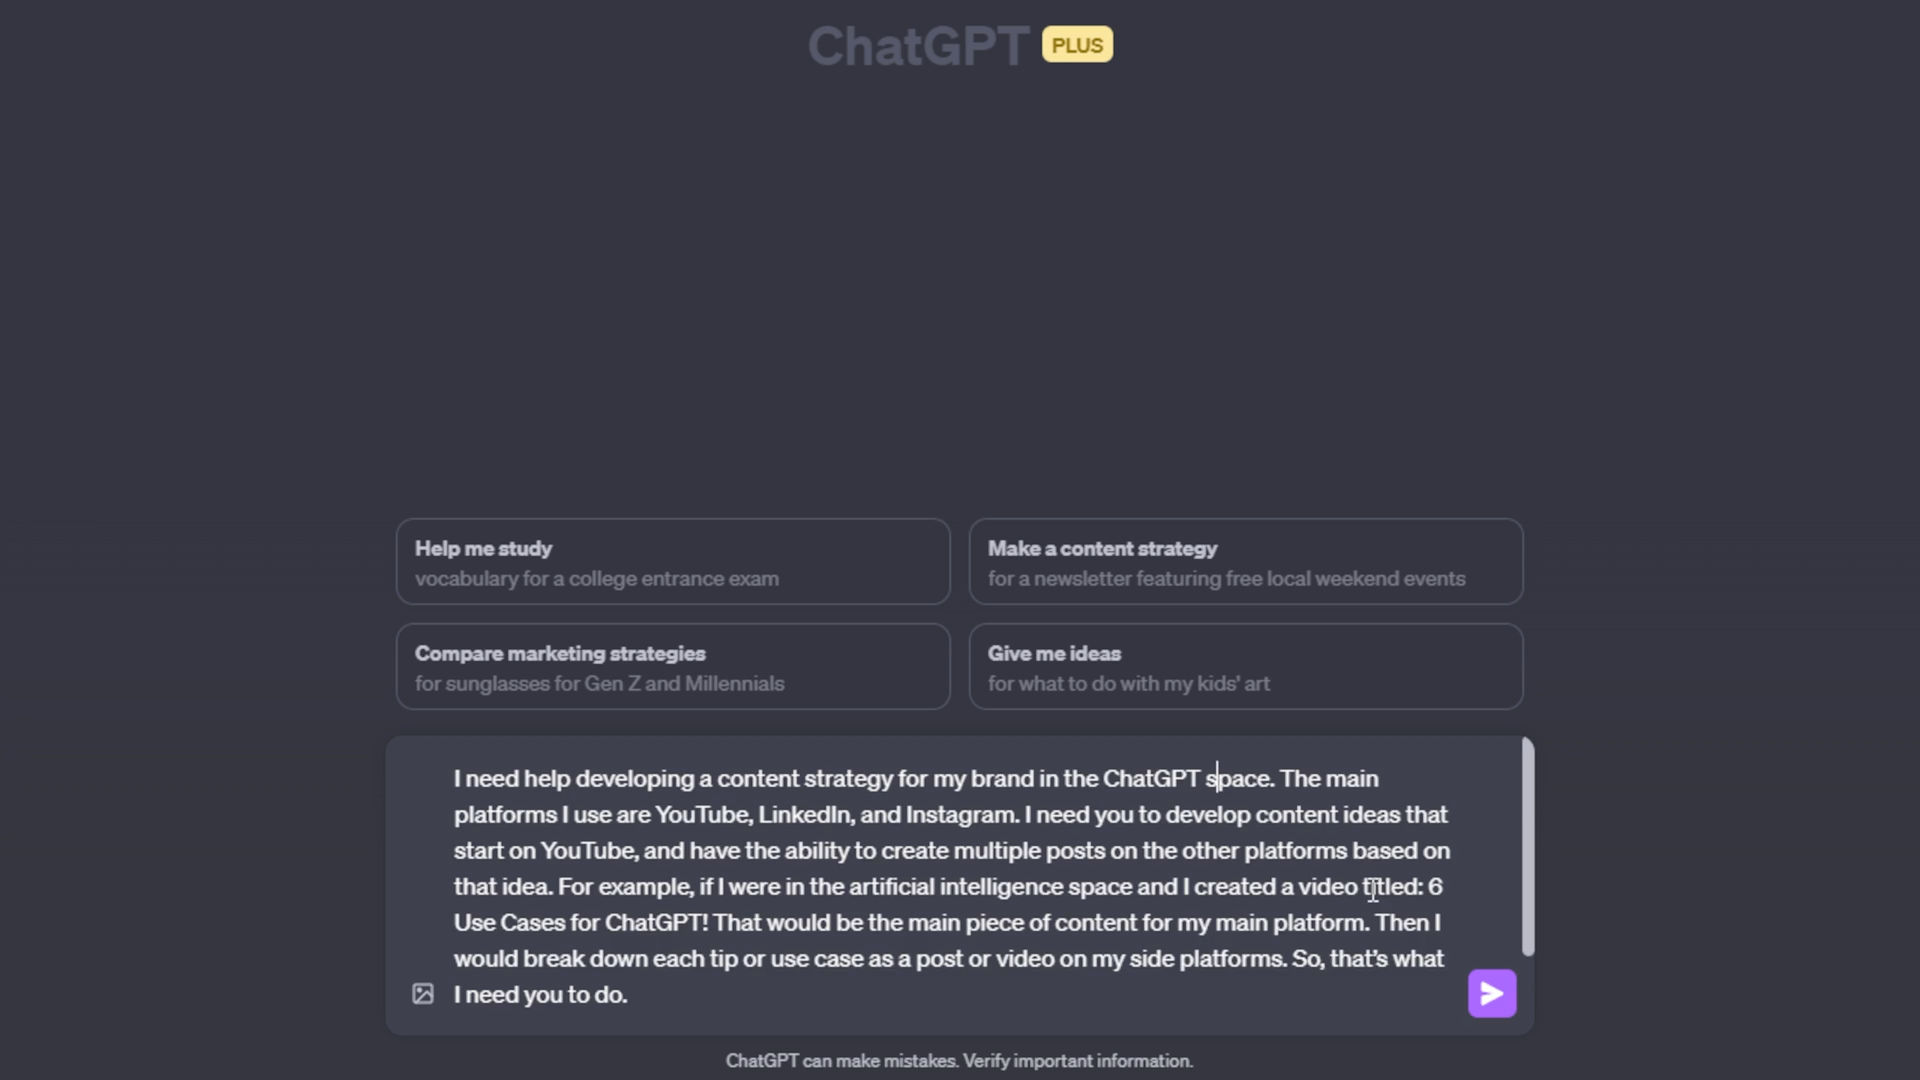 ChatGPT PLUS
Help me study
vocabulary for a college entrance exam
Make a content strategy
for a newsletter featuring free local weekend events
Compare marketing strategies
for sunglasses for Gen Z and Millennials
Give me ideas
for what to do with my kids' art
I need help developing a content strategy for my brand in the ChatGPT space. The main
platforms I use are YouTube, LinkedIn, and Instagram. I need you to develop content ideas that
start on YouTube, and have the ability to create multiple posts on the other platforms based on
that idea. For example, if I were in the artificial intelligence space and I created a video titled: 6
Use Cases for ChatGPT! That would be the main piece of content for my main platform. Then I
would break down each tip or use case as a post or video on my side platforms. So, that’s what
I need you to do.
ChatGPT can make mistakes. Verify important information.